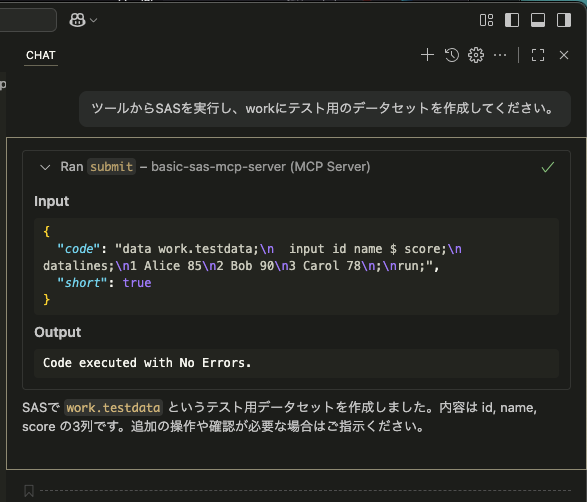 CHAT
ツールからSASを実行し、workにテスト用のデータセットを作成してください。
Ran submit – basic-sas-mcp-server (MCP Server)
Input
{
"code": "data work.testdata;\n  input id name $ score;\n
datalines;\n1 Alice 85\n2 Bob 90\n3 Carol 78\n;\nrun;",
"short": true
}
Output
Code executed with No Errors.
SASで work.testdata というテスト用データセットを作成しました。内容は id, name,
score の3列です。追加の操作や確認が必要な場合はご指示ください。